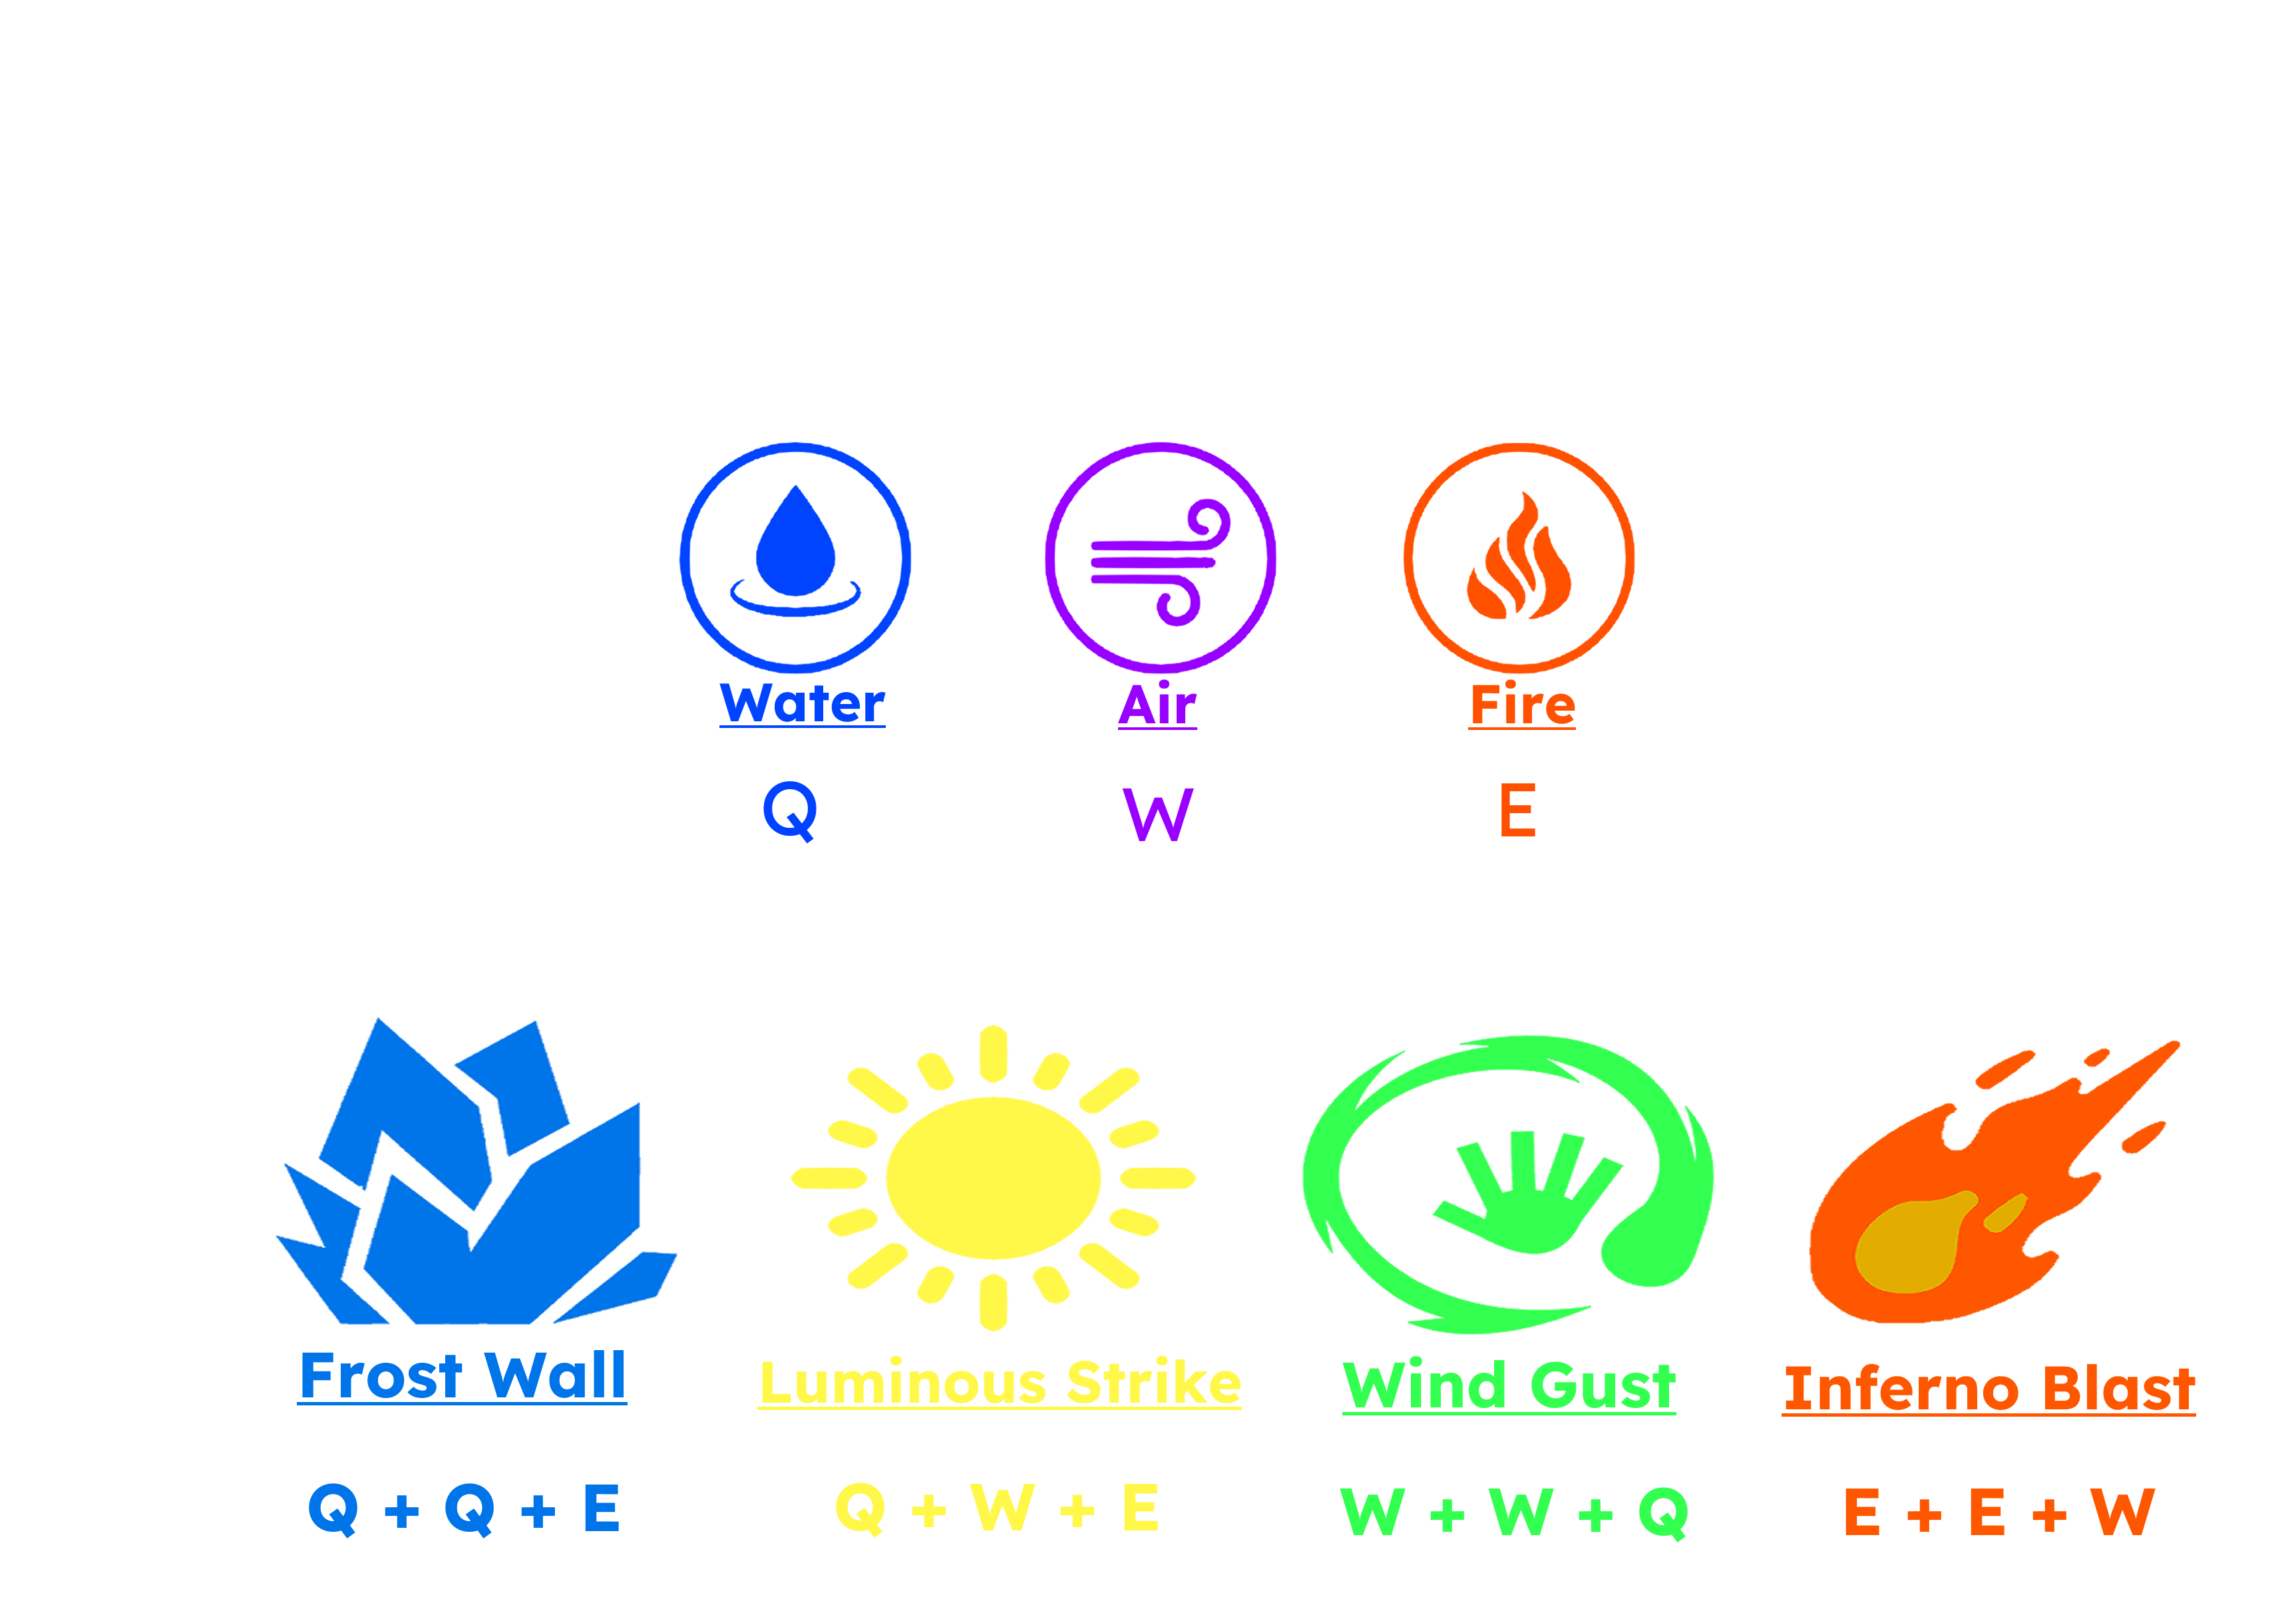 Water Air Fire
Q W E
Frost Wall Luminous Strike Wind Gust Inferno Blast
Q + Q + E Q + W + E W + W + Q E + E + W